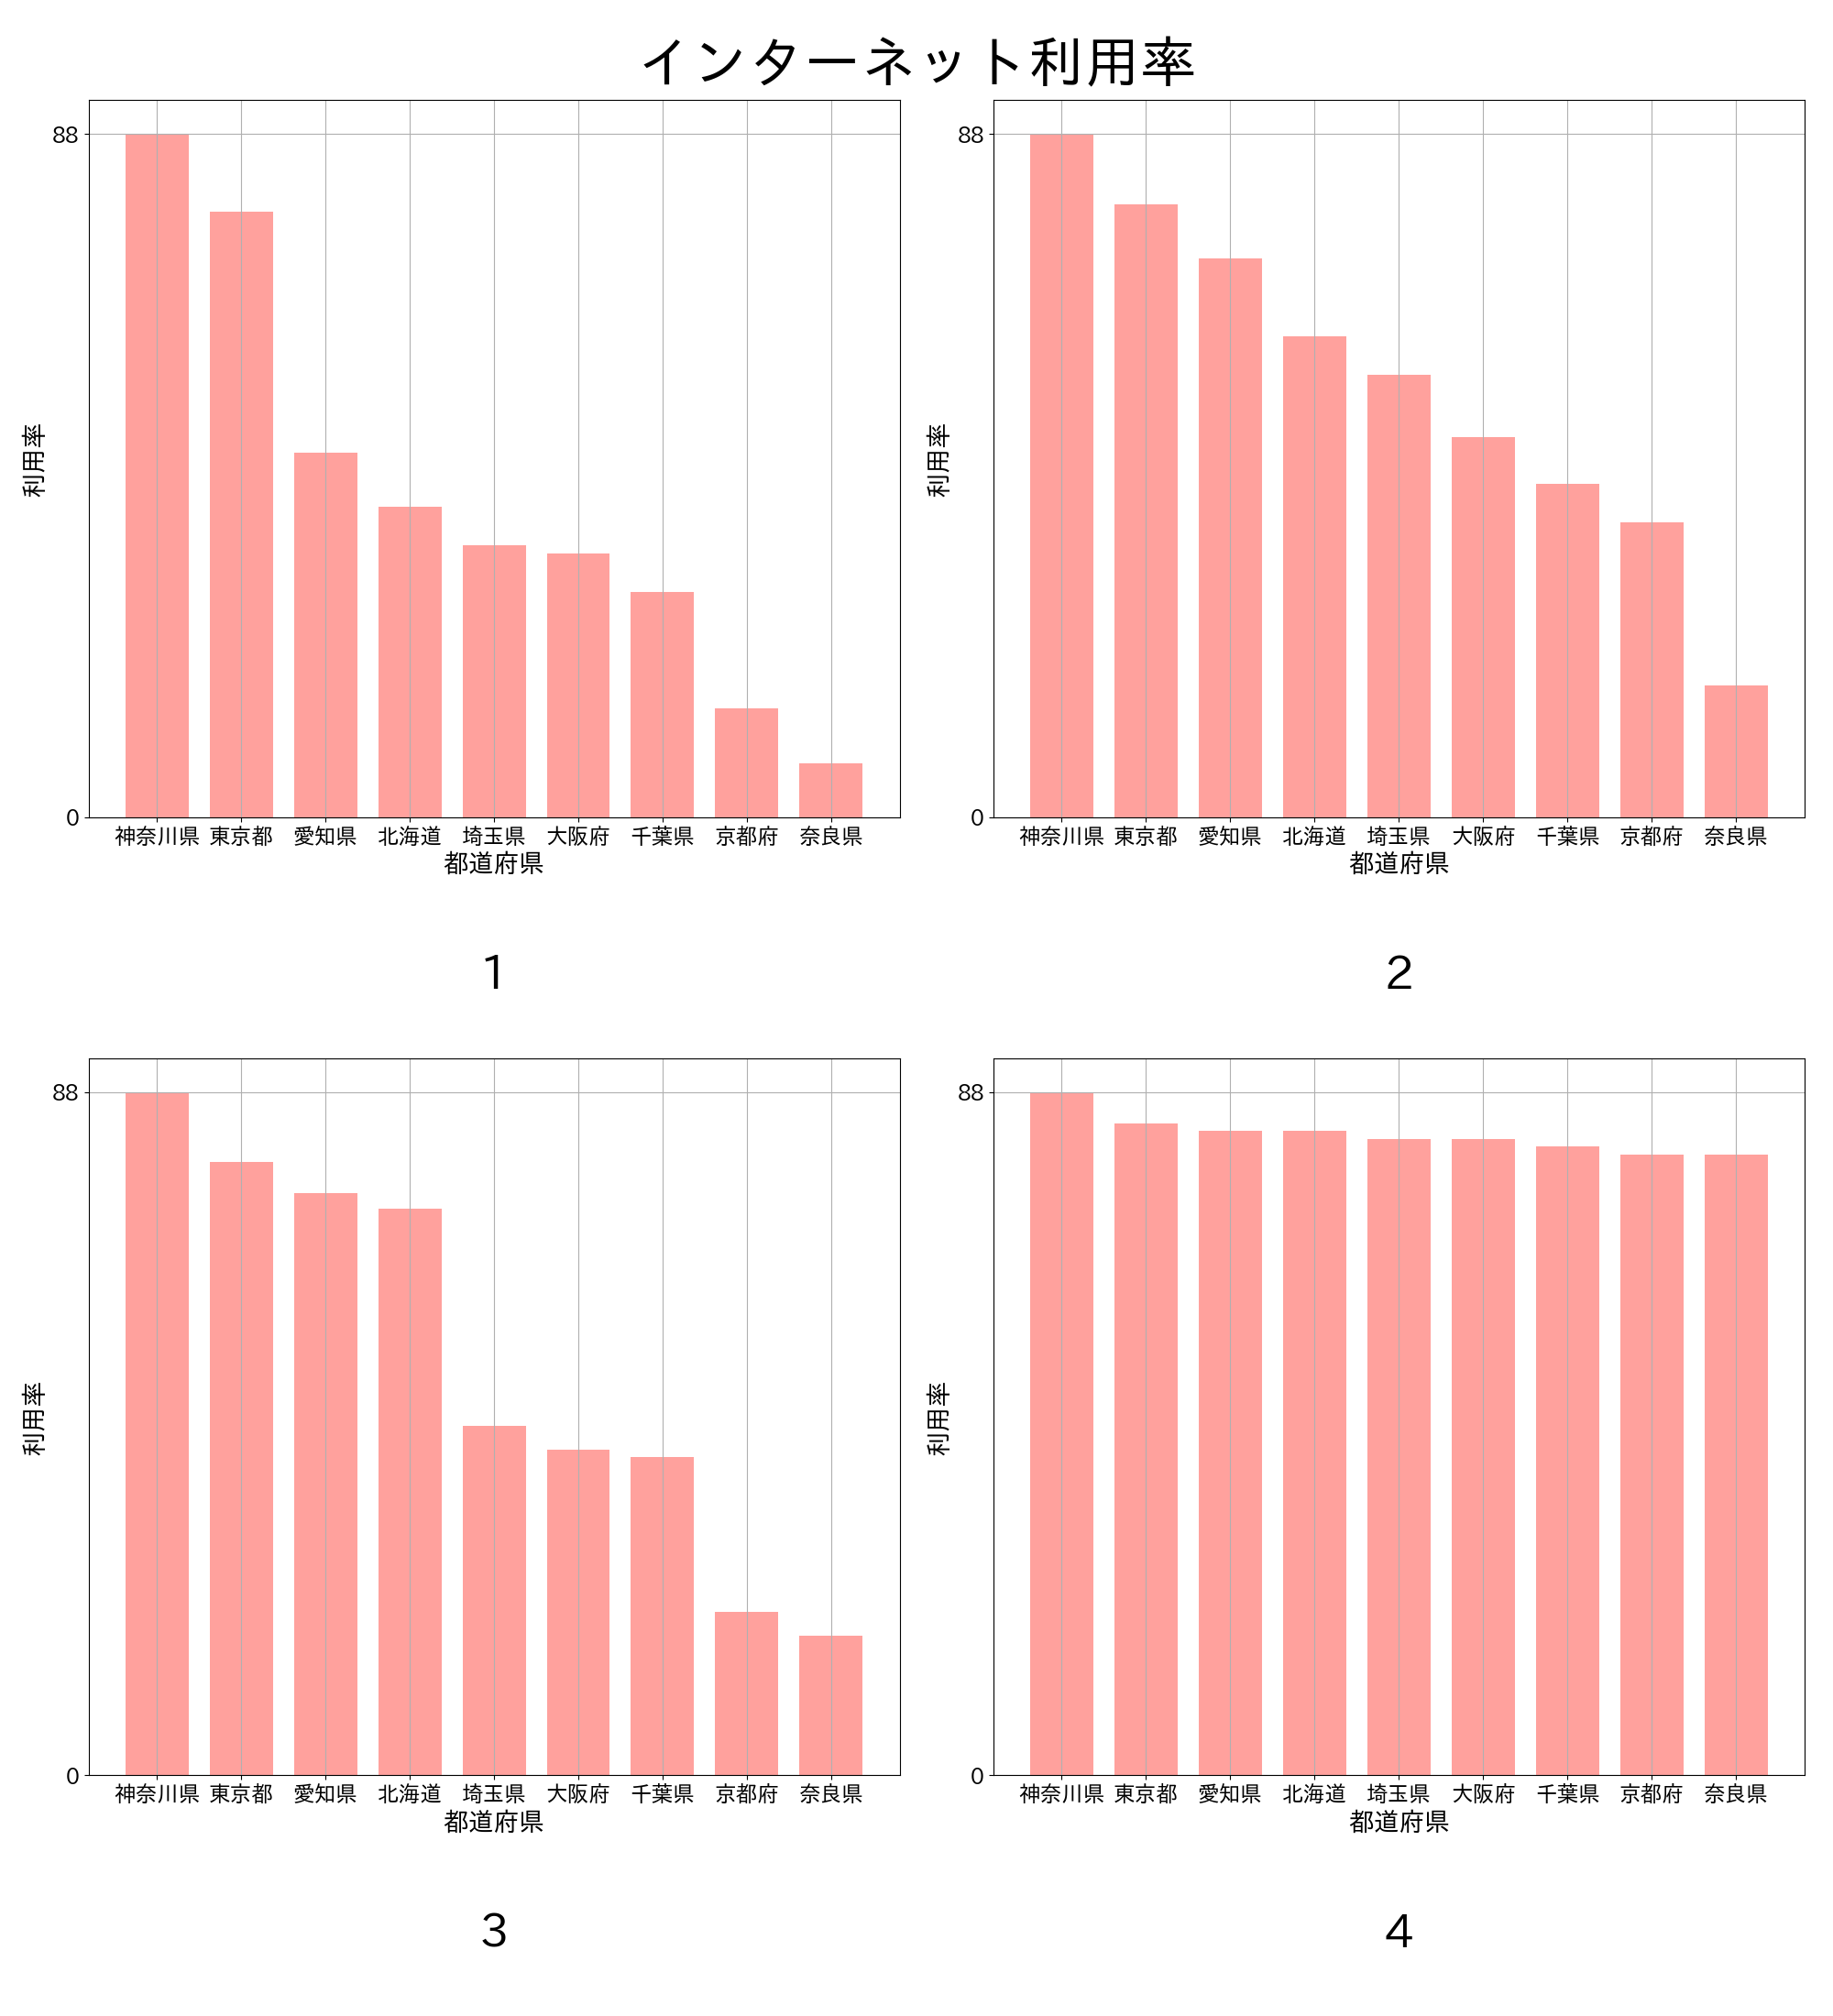 インターネット利用率
88
0
利用率
神奈川県 東京都 愛知県 北海道 埼玉県 大阪府 千葉県 京都府 奈良県
都道府県
1
88
0
利用率
神奈川県 東京都 愛知県 北海道 埼玉県 大阪府 千葉県 京都府 奈良県
都道府県
2
88
0
利用率
神奈川県 東京都 愛知県 北海道 埼玉県 大阪府 千葉県 京都府 奈良県
都道府県
3
88
0
利用率
神奈川県 東京都 愛知県 北海道 埼玉県 大阪府 千葉県 京都府 奈良県
都道府県
4